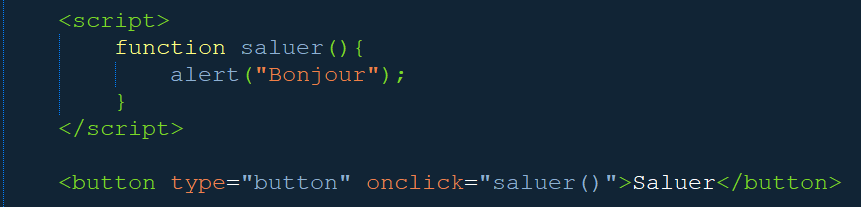 <script>
function saluer(){
alert("Bonjour");
}
</script>
<button type="button" onclick="saluer()">Saluer</button>